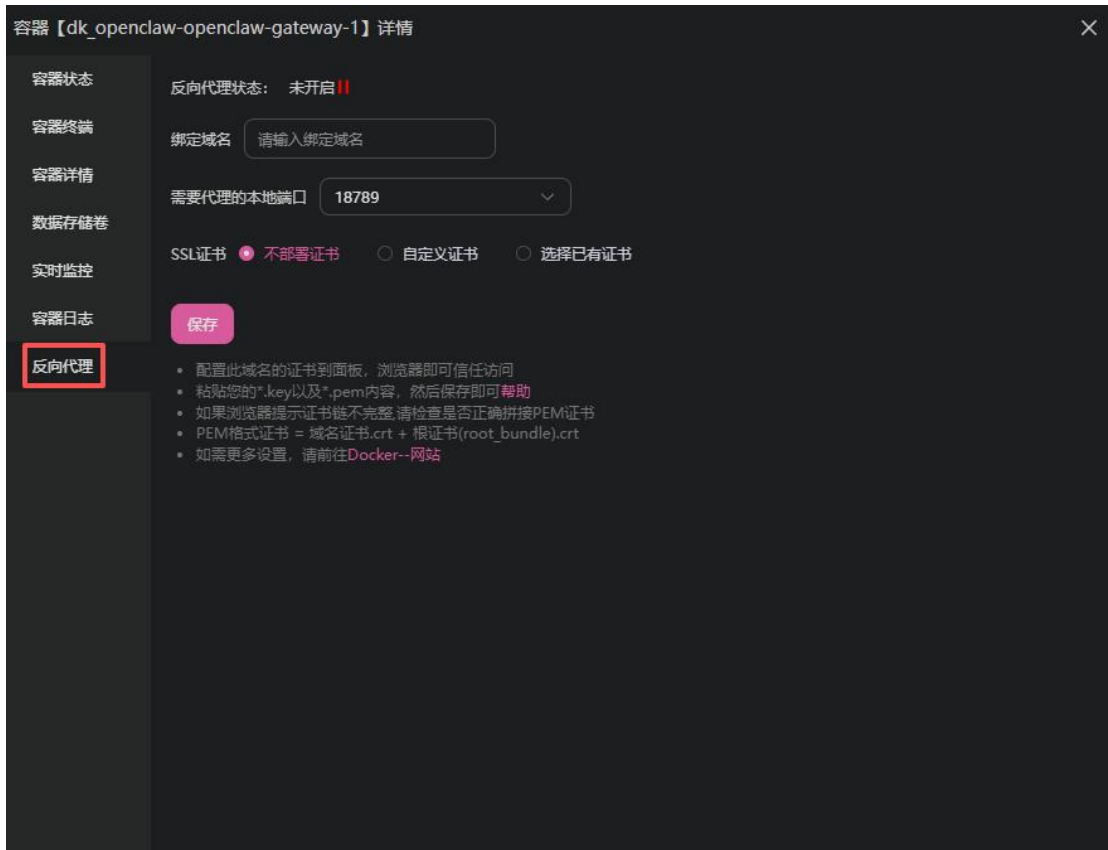 容器【dk_openclaw-openclaw-gateway-1】详情
容器状态
容器终端
容器详情
数据存储卷
实时监控
容器日志
反向代理
反向代理状态： 未开启
绑定域名 请输入绑定域名
需要代理的本地端口 18789
SSL证书 不部署证书 自定义证书 选择已有证书
保存
配置此域名的证书到面板，浏览器即可信任访问
粘贴您的*.key以及*.pem内容，然后保存即可帮助
如果浏览器提示证书链不完整,请检查是否正确拼接PEM证书
PEM格式证书 = 域名证书.crt + 根证书(root_bundle).crt
如需更多设置，请前往Docker--网站